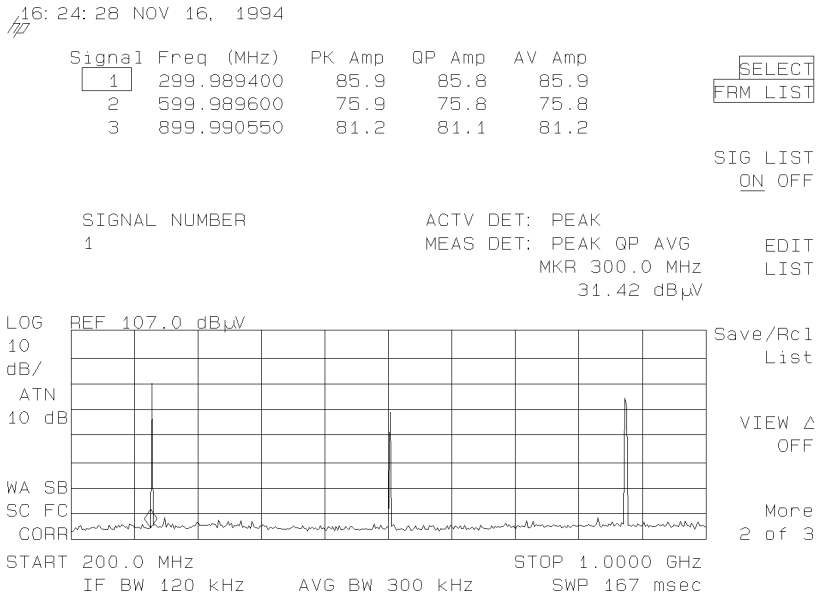 16:24:28 NOV 16, 1994
hp
Signal Freq (MHz) PK Amp QP Amp AV Amp
1 299.989400 85.9 85.8 85.9
2 599.989600 75.9 75.8 75.8
3 899.990550 81.2 81.1 81.2
SELECT
FRM LIST
SIG LIST
ON OFF
SIGNAL NUMBER
1
ACTV DET: PEAK
MEAS DET: PEAK QP AVG
MKR 300.0 MHz
31.42 dBµV
EDIT
LIST
LOG REF 107.0 dBµV
10
dB/
ATN
10 dB
WA SB
SC FC
CORR
Save/Rcl
List
VIEW Δ
OFF
More
2 of 3
START 200.0 MHz STOP 1.0000 GHz
IF BW 120 kHz AVG BW 300 kHz SWP 167 msec